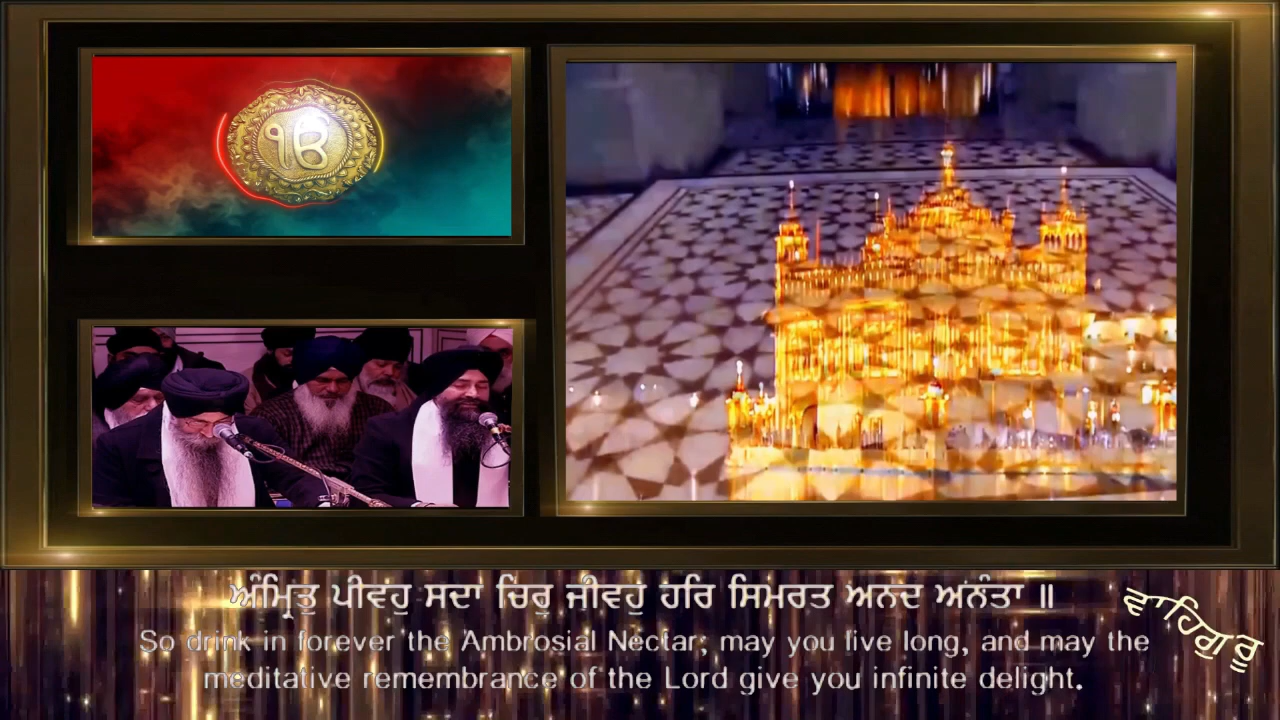 ੴ
ਅੰਮ੍ਰਿਤੁ ਪੀਵਹੁ ਸਦਾ ਚਿਰੁ ਜੀਵਹੁ ਹਰਿ ਸਿਮਰਤ ਅਨਦ ਅਨੰਤਾ ॥
So drink in forever the Ambrosial Nectar; may you live long, and may the
meditative remembrance of the Lord give you infinite delight.
ਵਾਹਿਗੁਰੂ